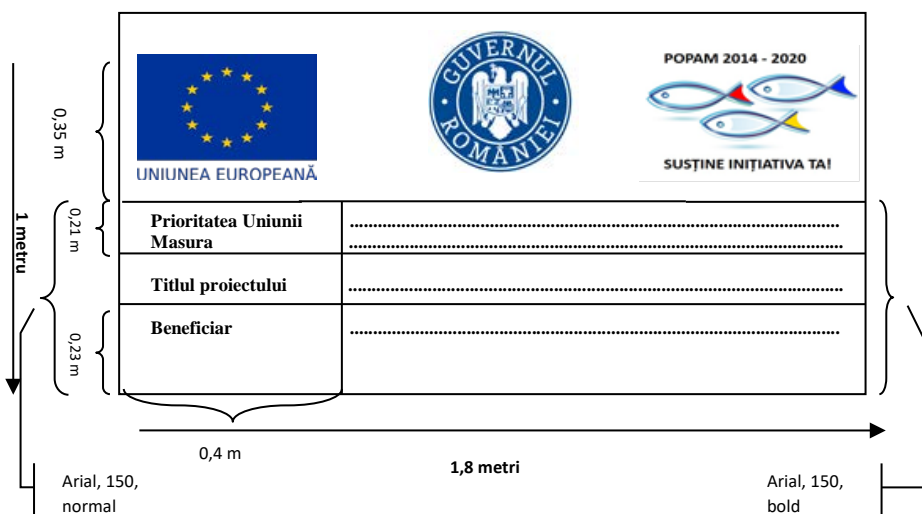 POPAM 2014 - 2020
GUVERNUL ROMÂNIEI
UNIUNEA EUROPEANĂ
SUSȚINE INIȚIATIVA TA!
0,35 m
1 metru
0,21 m
Prioritatea Uniunii
Masura
Titlul proiectului
Beneficiar
0,23 m
0,4 m
1,8 metri
Arial, 150,
normal
Arial, 150,
bold